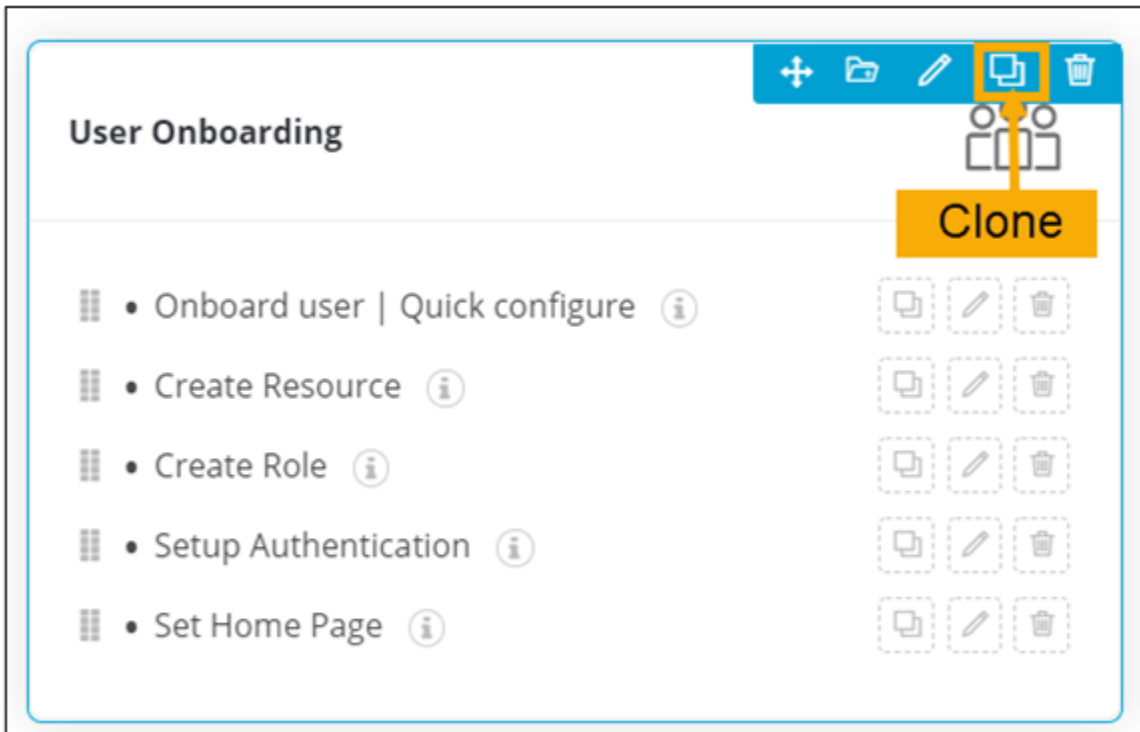 User Onboarding
Clone
• Onboard user | Quick configure
• Create Resource
• Create Role
• Setup Authentication
• Set Home Page